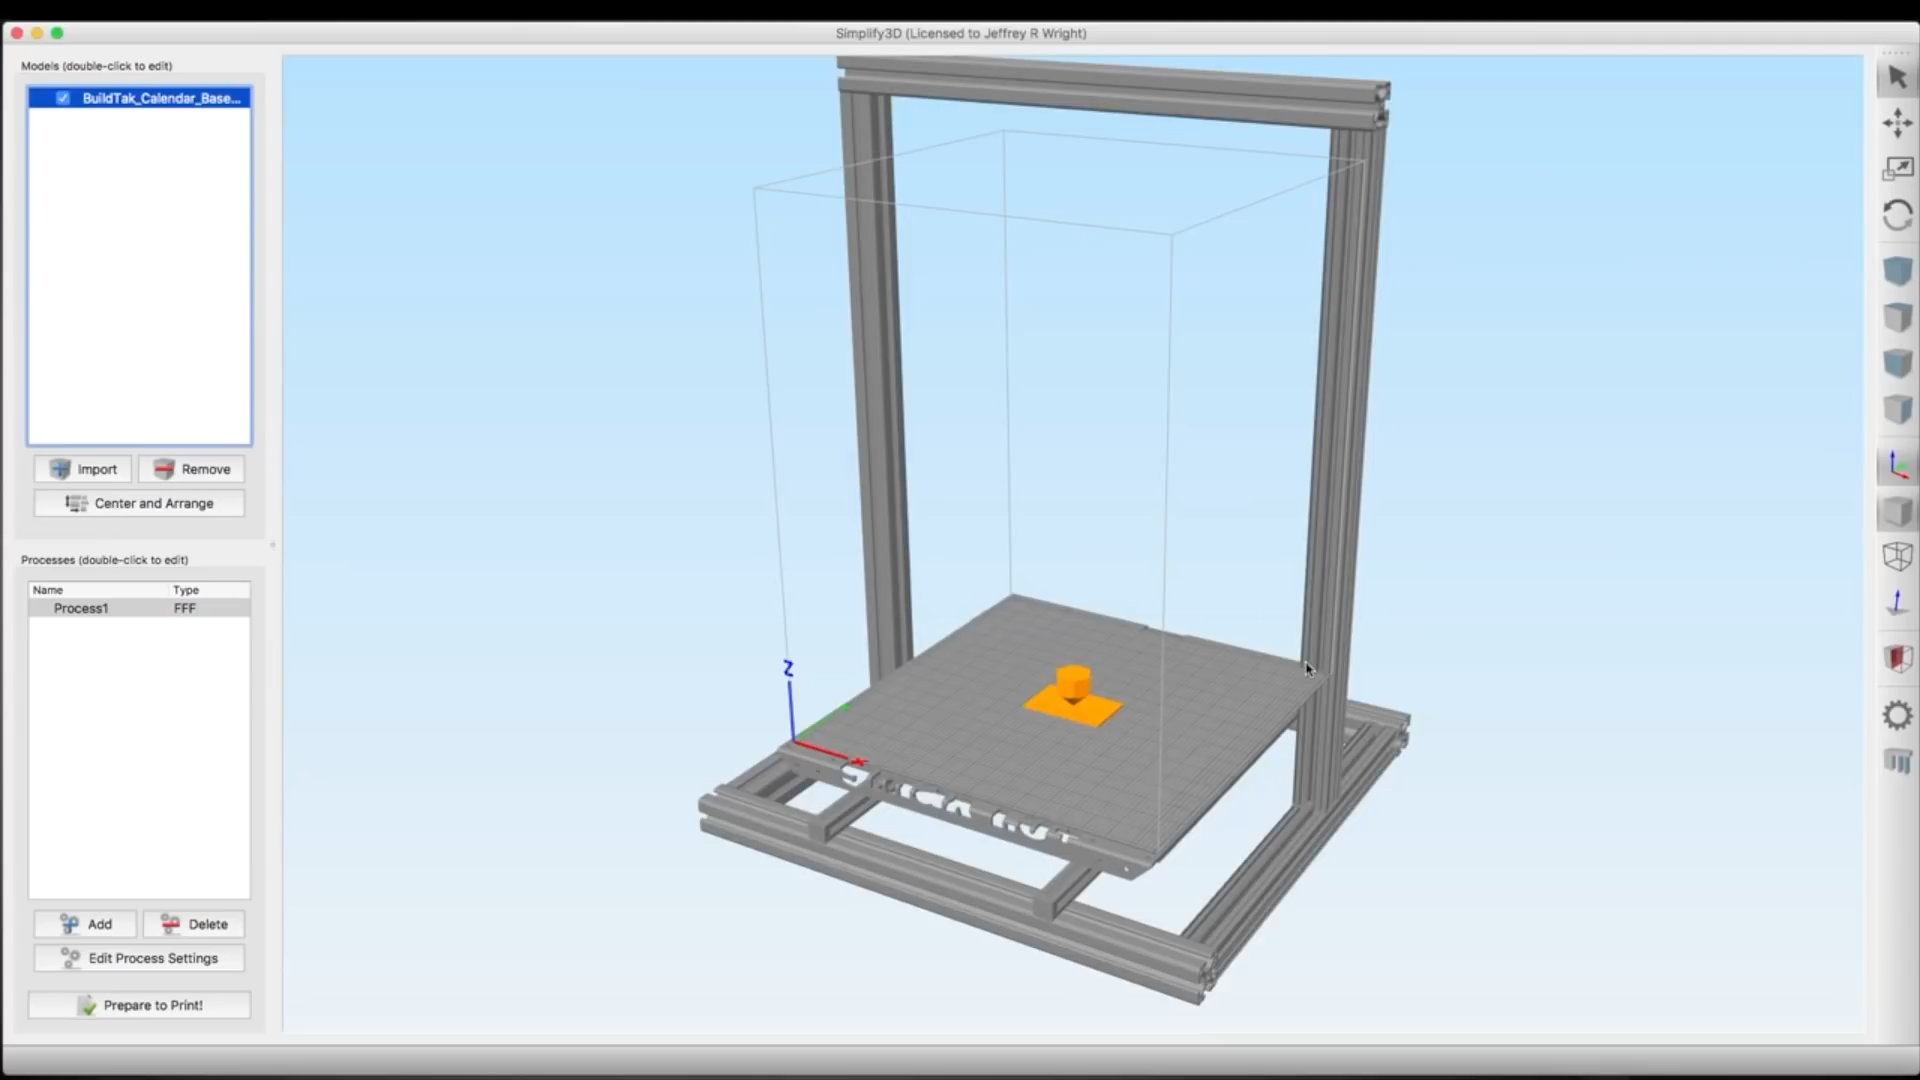 Simplify3D (Licensed to Jeffrey R Wright)
Models (double-click to edit)
BuildTak_Calendar_Base...
Import
Remove
Center and Arrange
Processes (double-click to edit)
Name Type
Process1 FFF
Add
Delete
Edit Process Settings
Prepare to Print!
Z
X